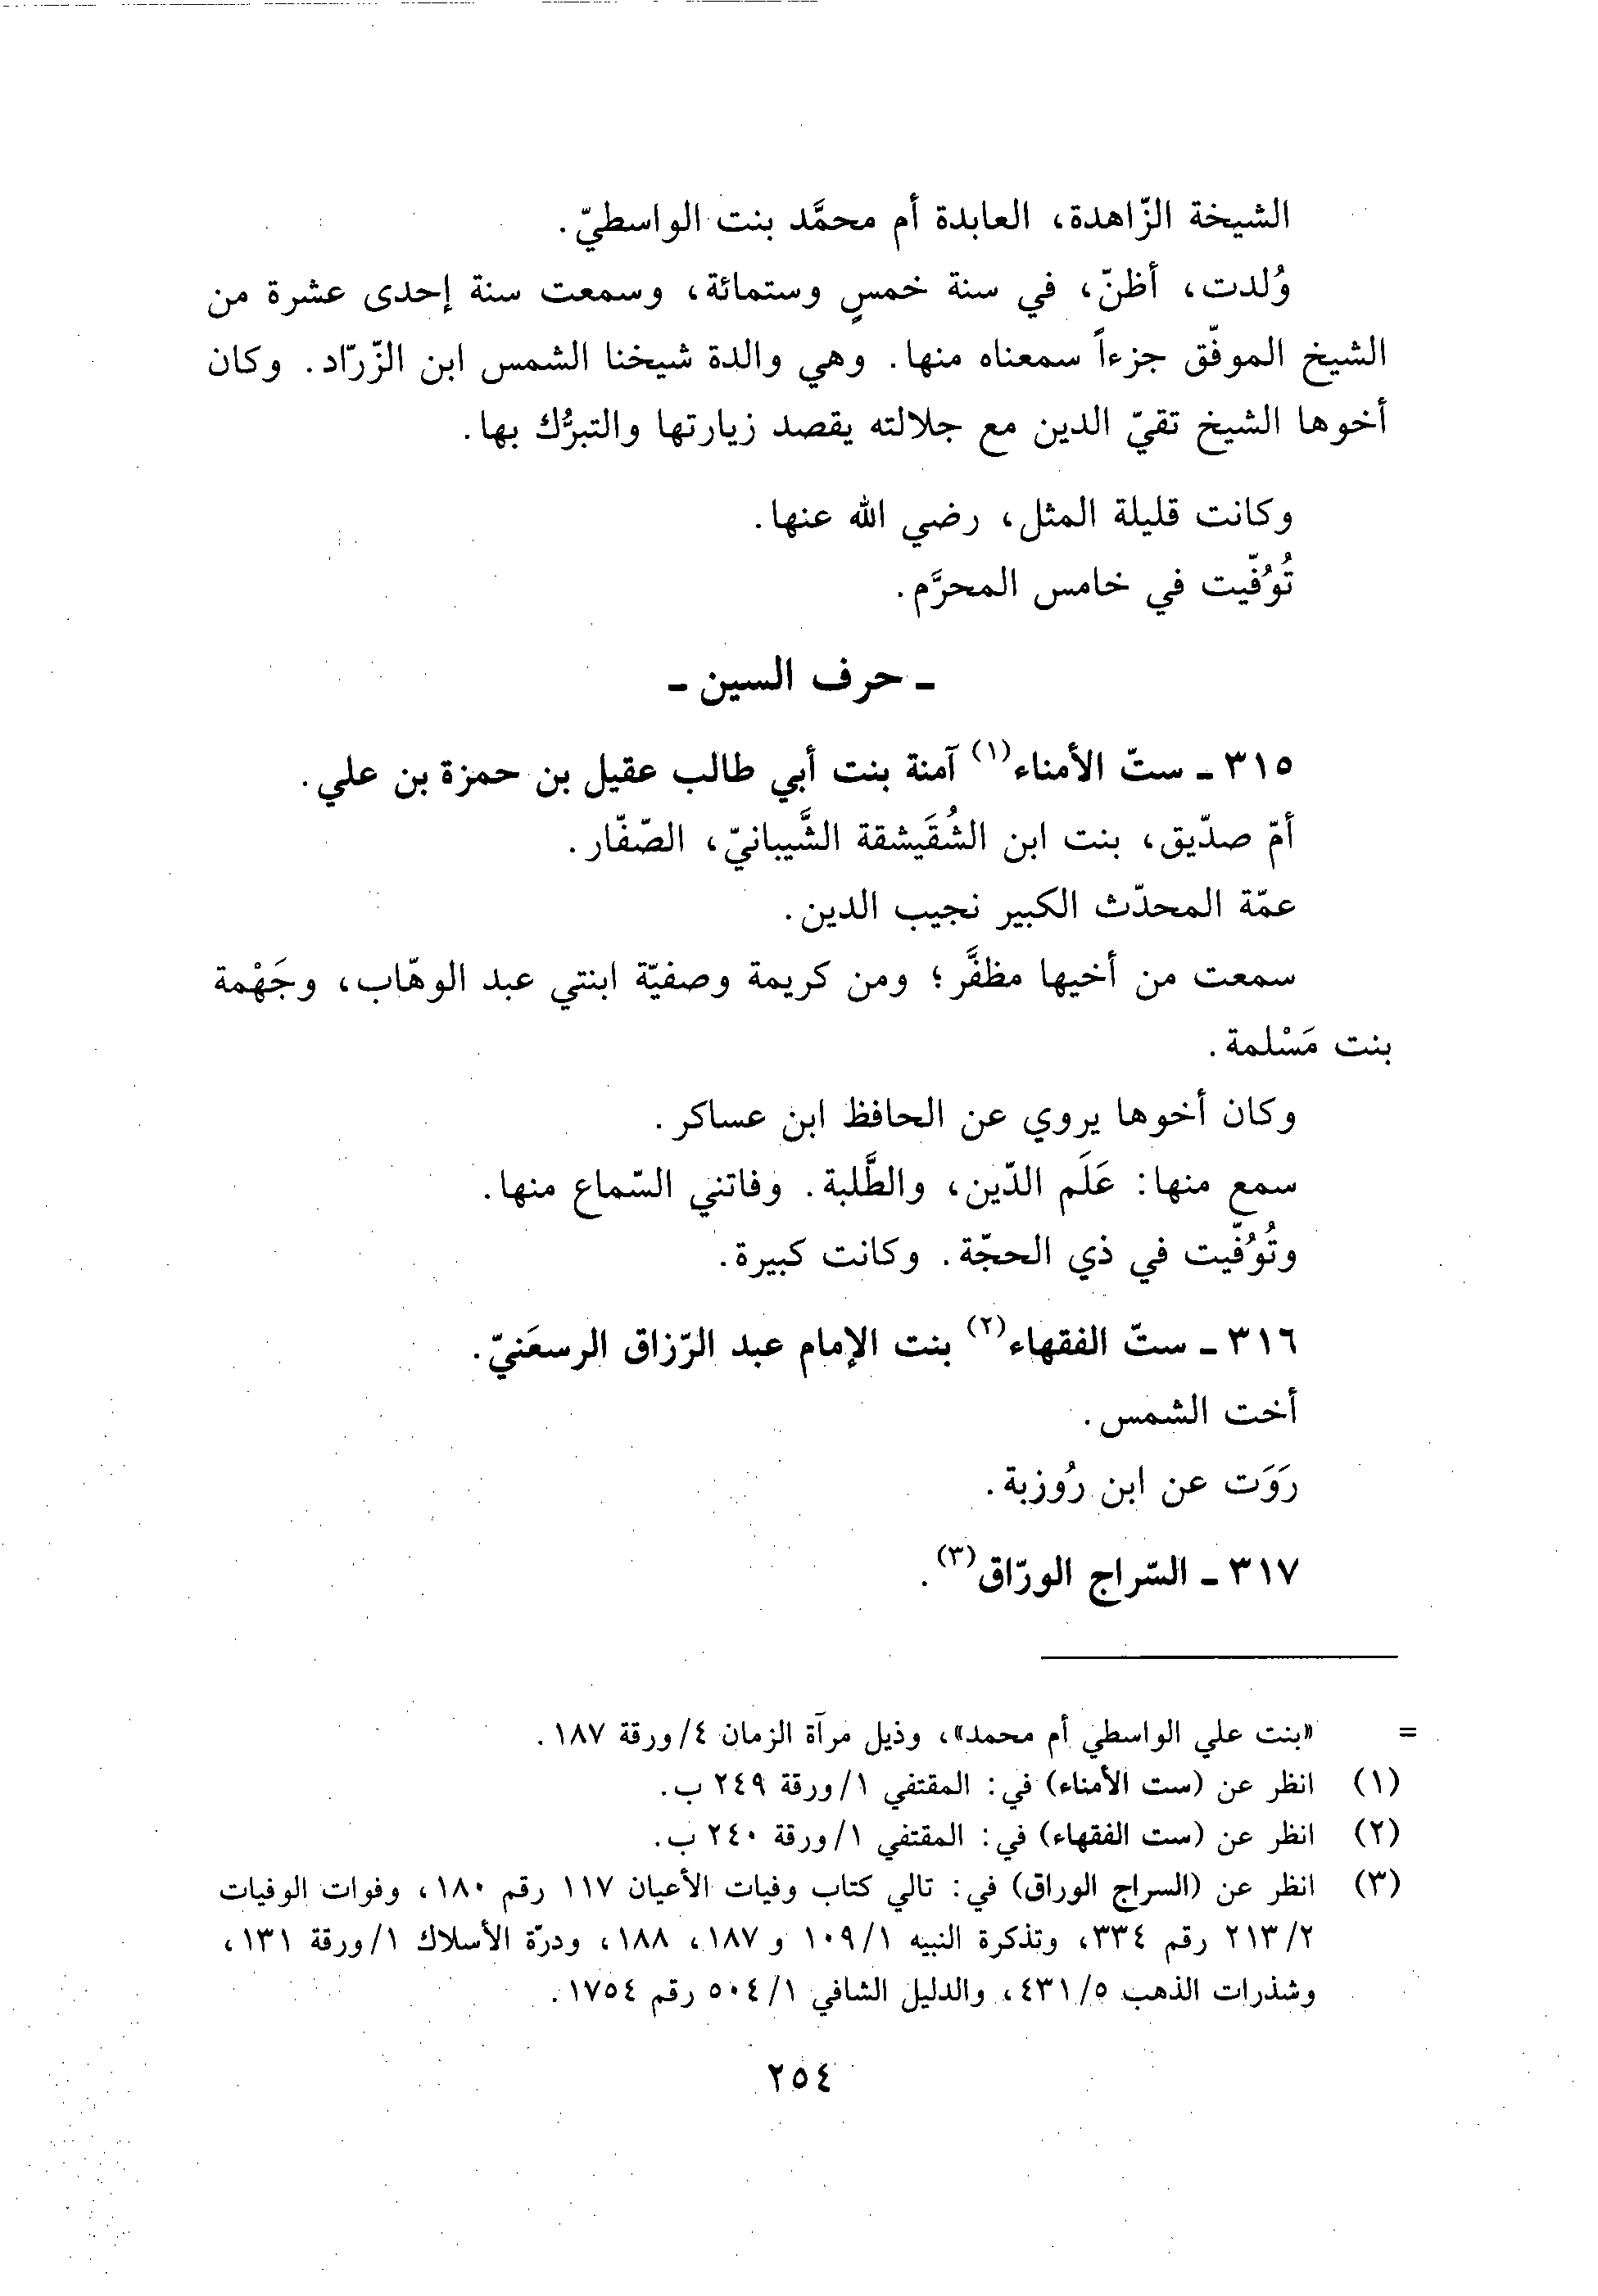 الشيخة الزّاهدة، العابدة أم محمَّد بنت الواسطيّ.
وُلدت، أظنّ، في سنة خمسٍ وستمائة، وسمعت سنة إحدى عشرة من
الشيخ الموفّق جزءاً سمعناه منها. وهي والدة شيخنا الشمس ابن الزّرّاد. وكان
أخوها الشيخ تقيّ الدين مع جلالته يقصد زيارتها والتبرُّك بها.
وكانت قليلة المثل، رضي الله عنها.
تُوُفّيت في خامس المحرَّم.
ـ حرف السين ـ
٣١٥ ـ ستّ الأمناء(١) آمنة بنت أبي طالب عقيل بن حمزة بن علي.
أمّ صدّيق، بنت ابن الشُقَيشقة الشَّيبانيّ، الصّفّار.
عمّة المحدّث الكبير نجيب الدين.
سمعت من أخيها مظفَّر؛ ومن كريمة وصفيّة ابنتي عبد الوهّاب، وجَهْمة
بنت مَسْلمة.
وكان أخوها يروي عن الحافظ ابن عساكر.
سمع منها: عَلَم الدّين، والطَّلبة. وفاتني السّماع منها.
وتُوُفّيت في ذي الحجّة. وكانت كبيرة.
٣١٦ ـ ستّ الفقهاء(٢) بنت الإمام عبد الرّزاق الرسعَنيّ.
أخت الشمس.
رَوَت عن ابن رُوزبة.
٣١٧ ـ السّراج الورّاق(٣).
= «بنت علي الواسطي أم محمد»، وذيل مرآة الزمان ٤/ورقة ١٨٧.
(١) انظر عن (ست الأمناء) في: المقتفي ١/ورقة ٢٤٩ ب.
(٢) انظر عن (ست الفقهاء) في: المقتفي ١/ورقة ٢٤٠ ب.
(٣) انظر عن (السراج الوراق) في: تالي كتاب وفيات الأعيان ١١٧ رقم ١٨٠، وفوات الوفيات
٢/٢١٣ رقم ٣٣٤، وتذكرة النبيه ١/١٠٩ و ١٨٧، ١٨٨، ودرّة الأسلاك ١/ورقة ١٣١،
وشذرات الذهب ٥/٤٣١، والدليل الشافي ١/٥٠٤ رقم ١٧٥٤.
٢٥٤